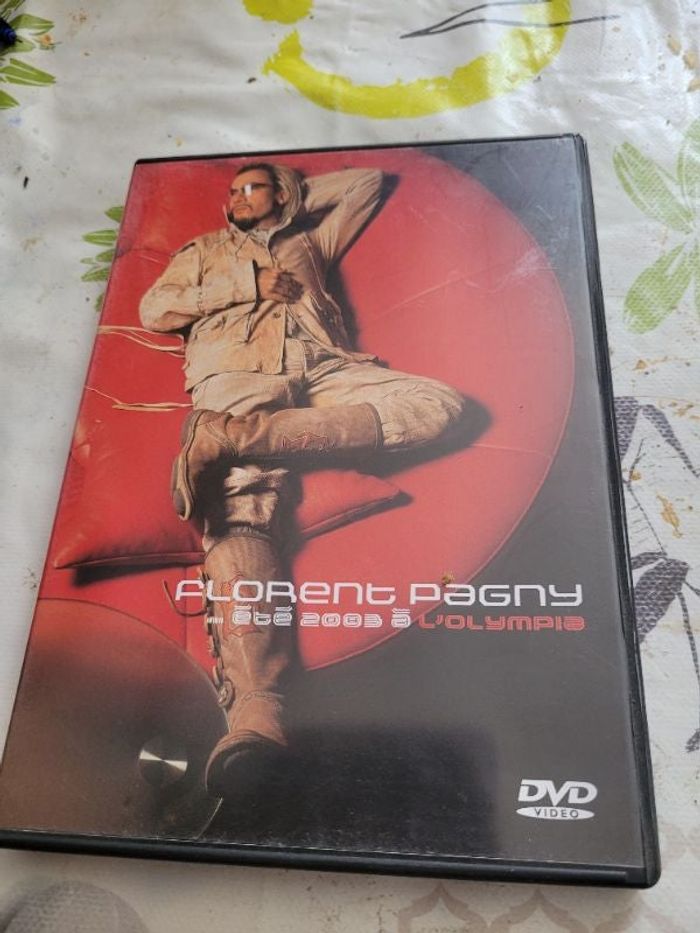 FLORENT PAGNY
... été 2003 à L'OLYMPIA
DVD
VIDEO